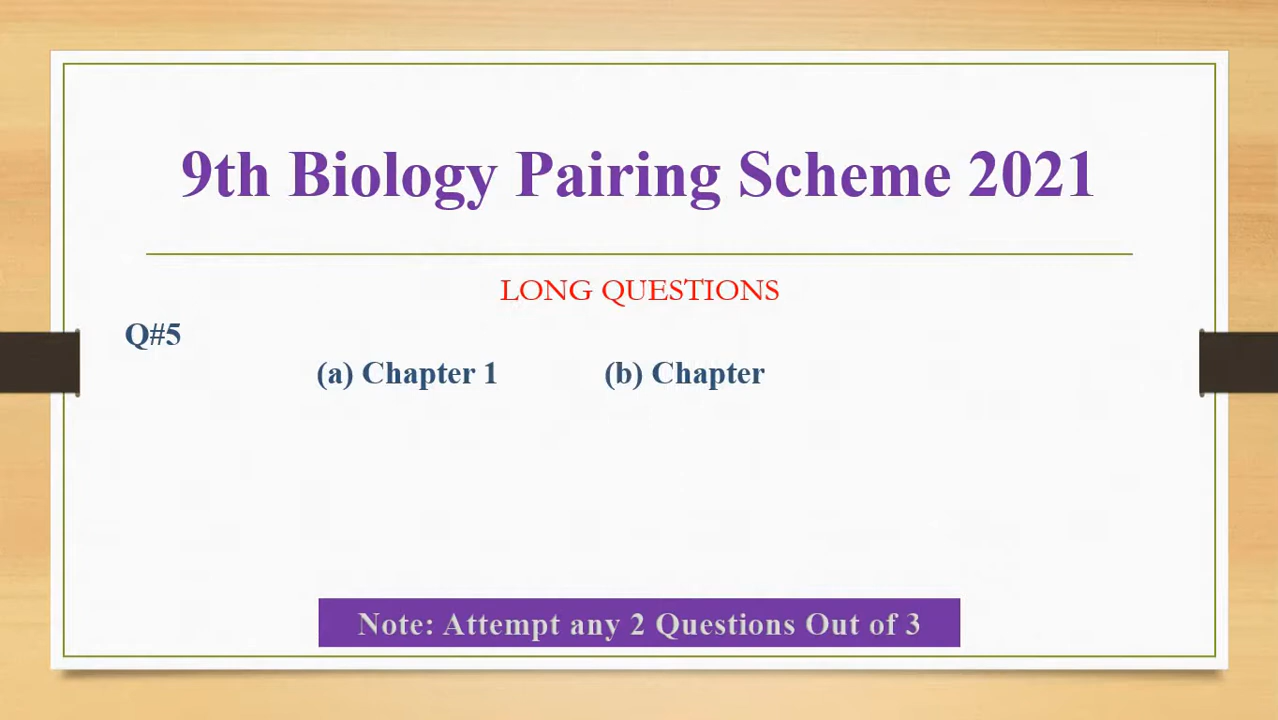 9th Biology Pairing Scheme 2021
LONG QUESTIONS
Q#5
(a) Chapter 1 (b) Chapter
Note: Attempt any 2 Questions Out of 3